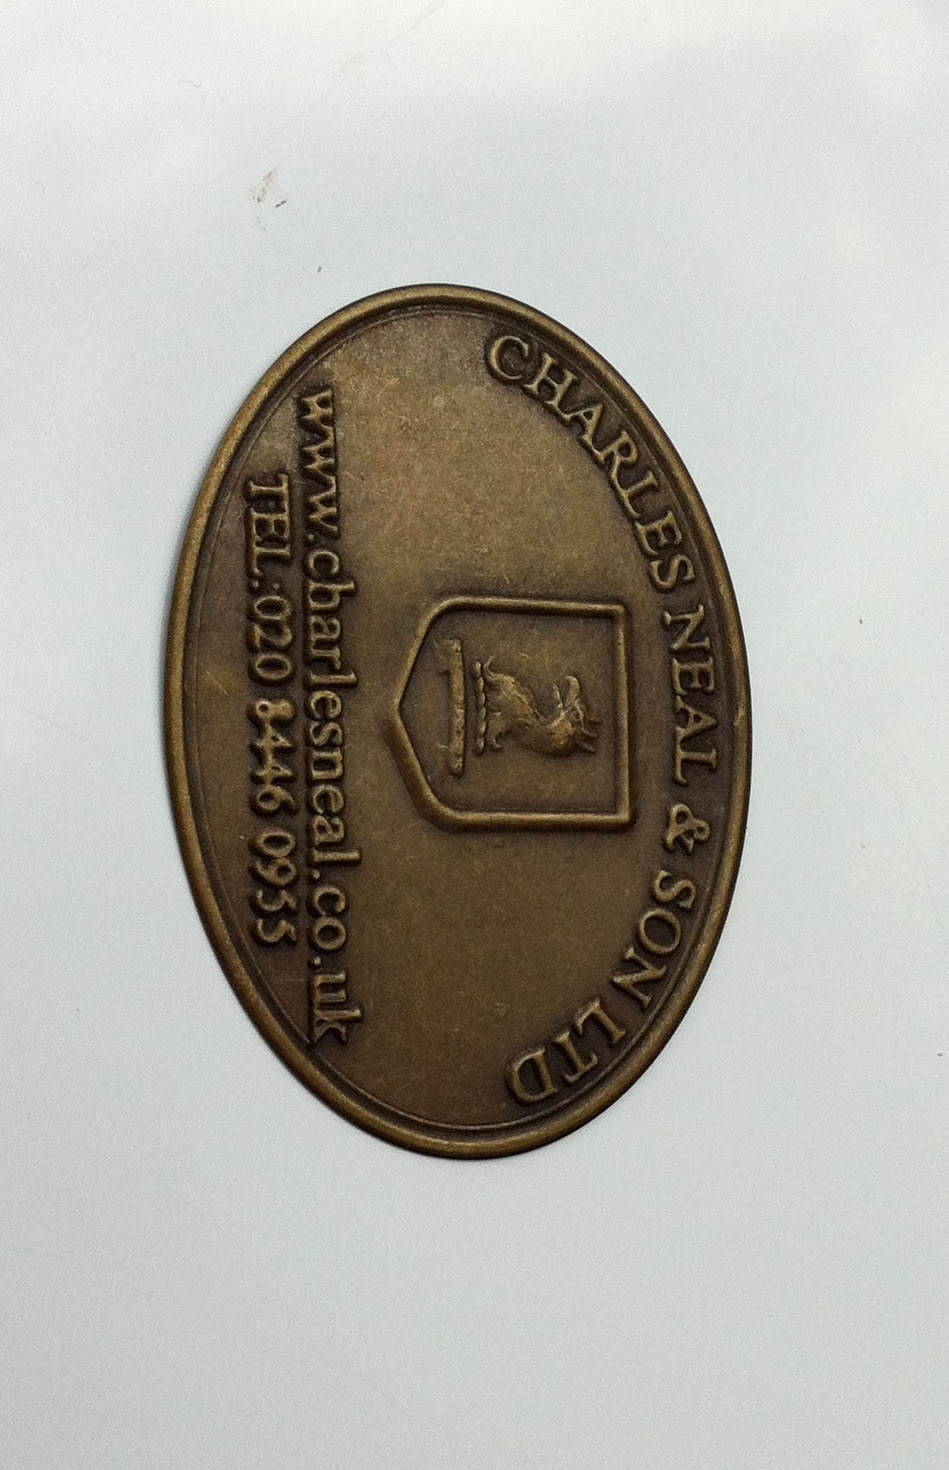 CHARLES NEAL & SON LTD
www.charlesneal.co.uk
TEL:020 8446 0955